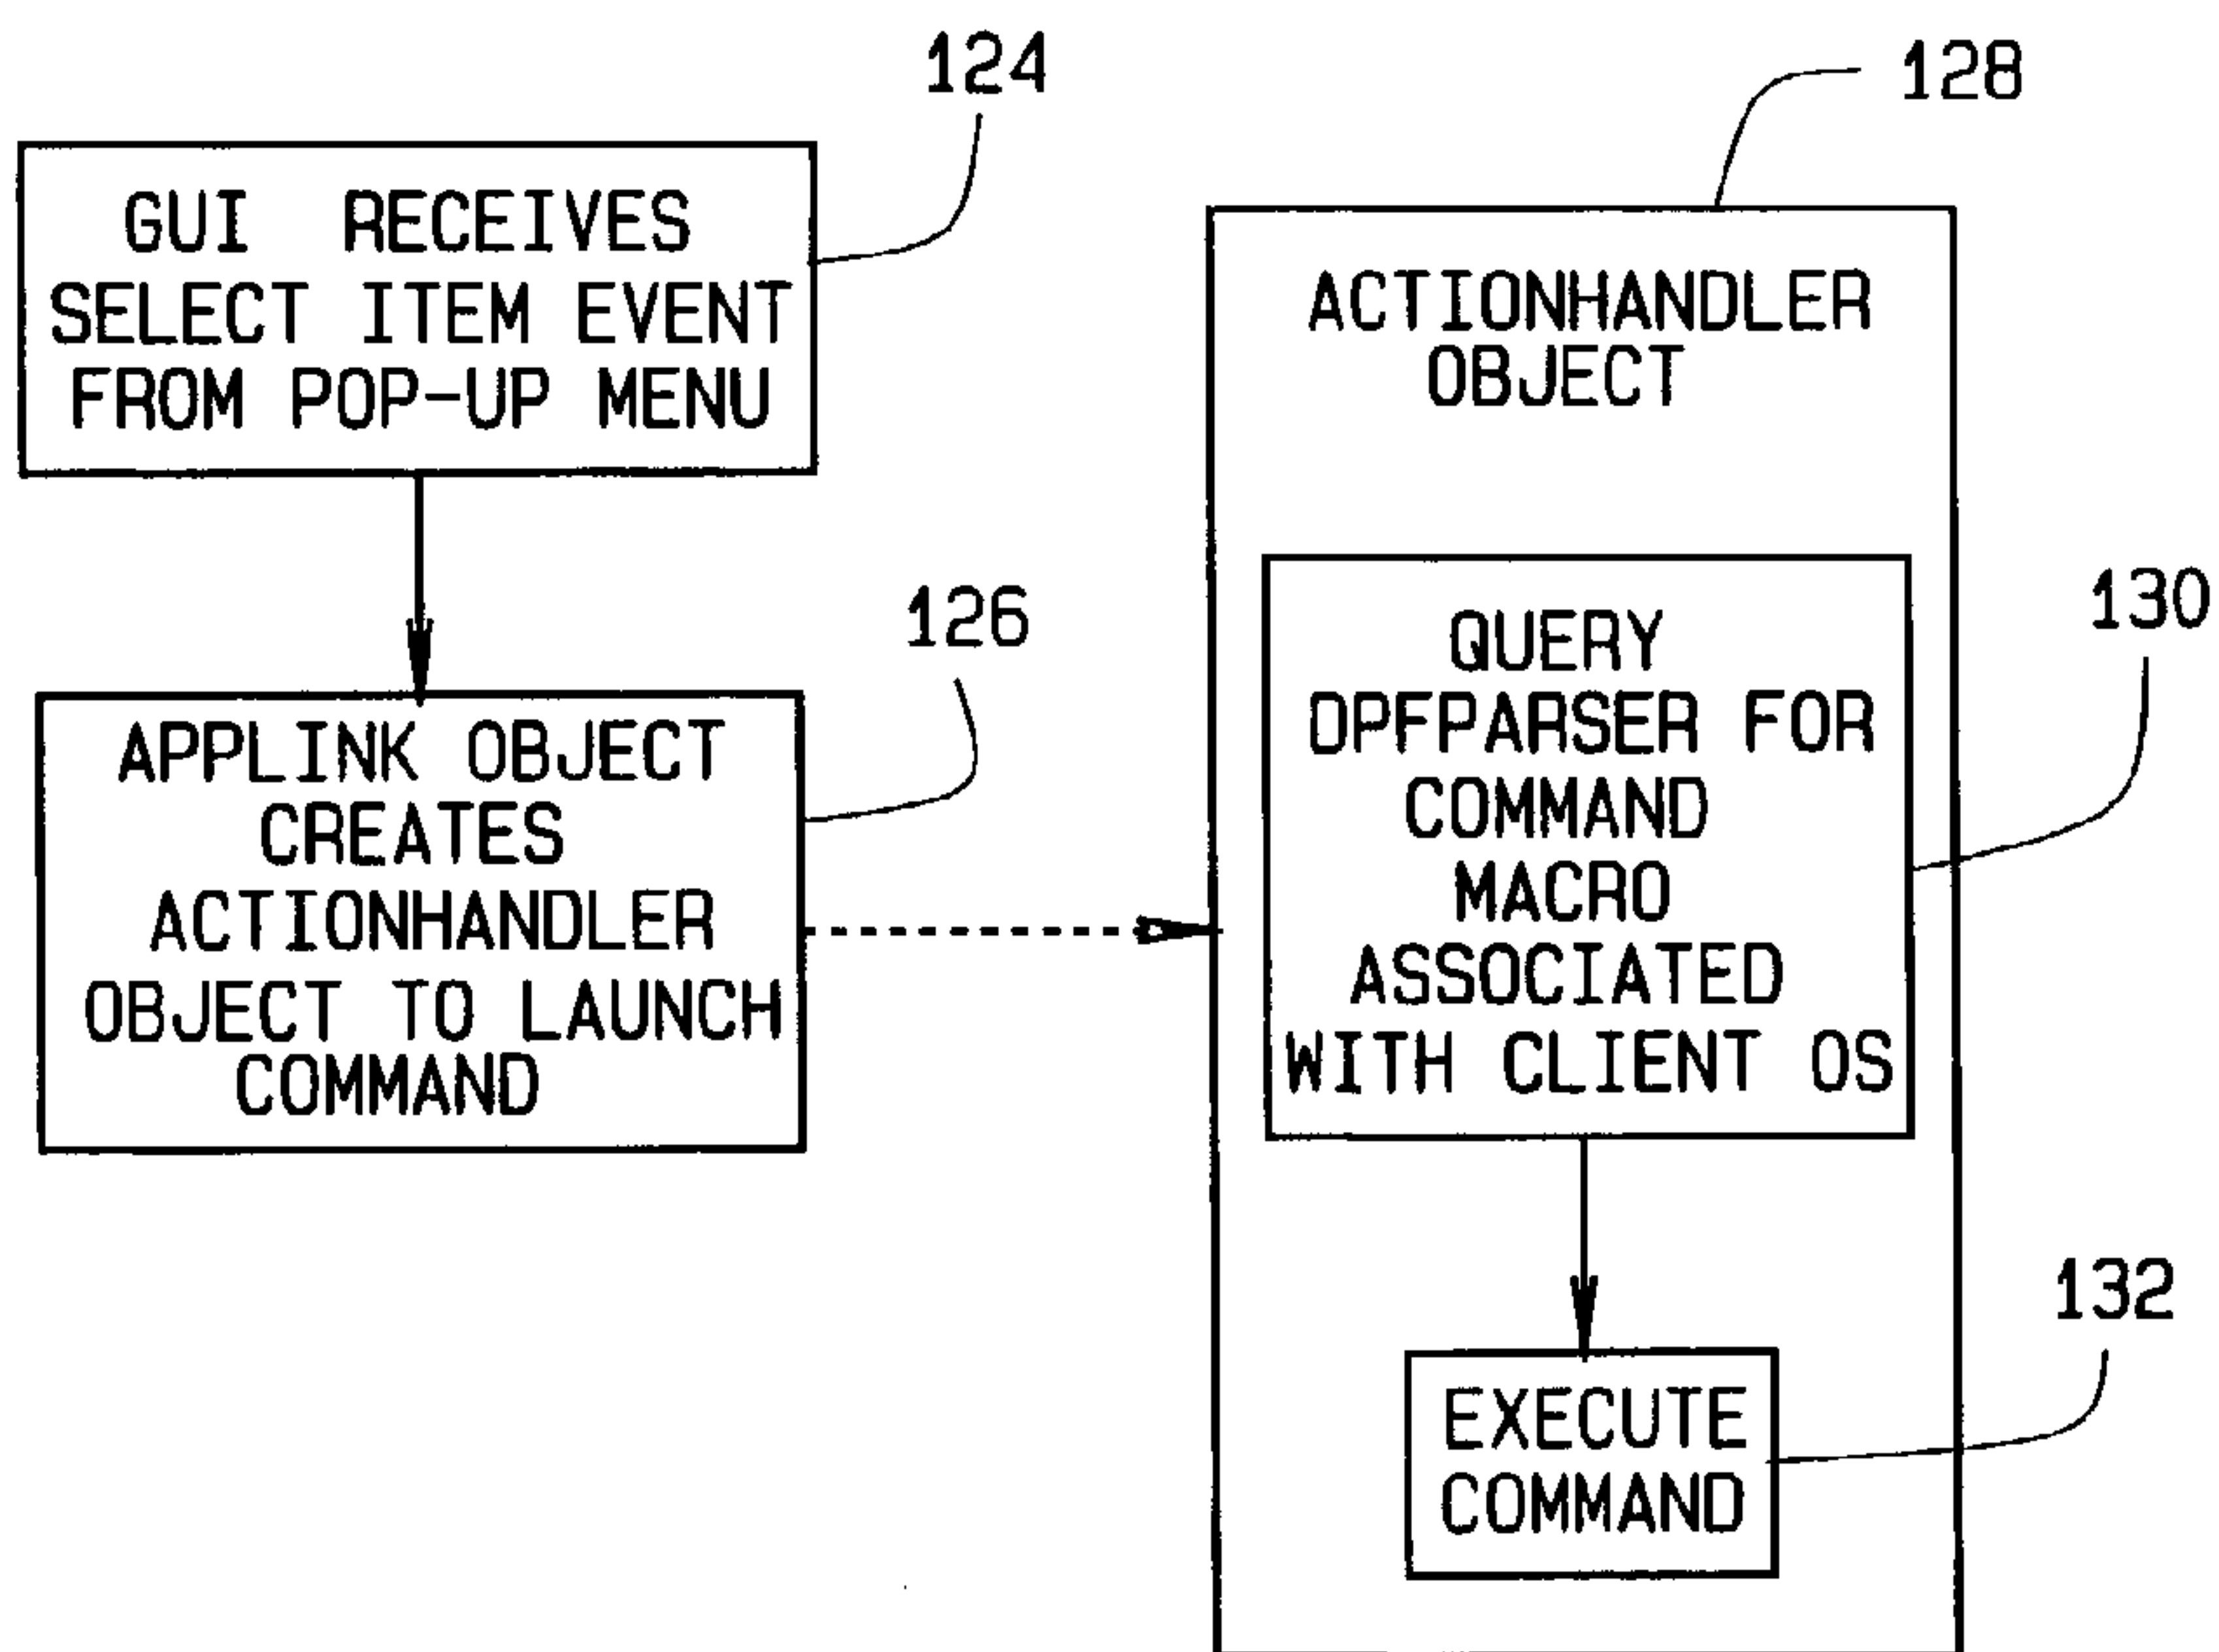 124
GUI RECEIVES
SELECT ITEM EVENT
FROM POP-UP MENU
126
APPLINK OBJECT
CREATES
ACTIONHANDLER
OBJECT TO LAUNCH
COMMAND
128
ACTIONHANDLER
OBJECT
130
QUERY
DPFPARSER FOR
COMMAND
MACRO
ASSOCIATED
WITH CLIENT OS
132
EXECUTE
COMMAND